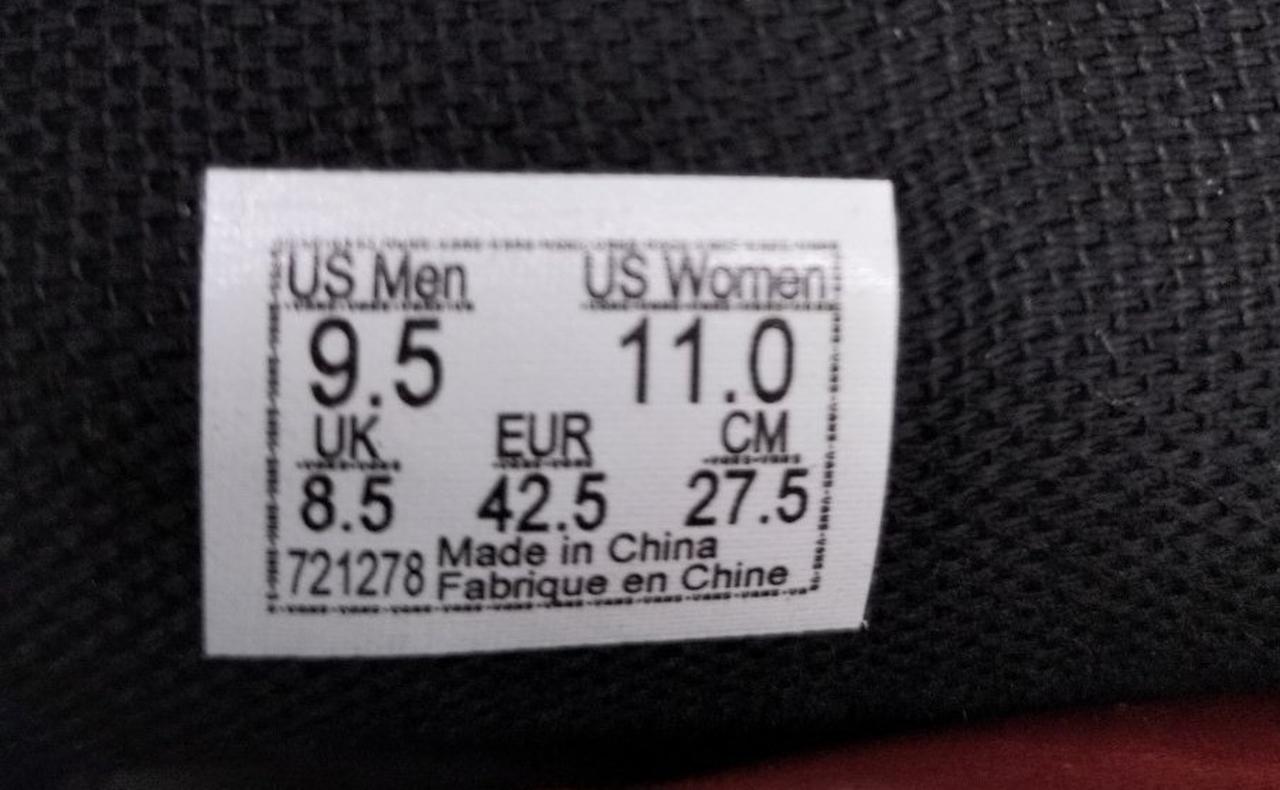 US Men US Women
9.5 11.0
UK EUR CM
8.5 42.5 27.5
721278 Made in China
Fabrique en Chine